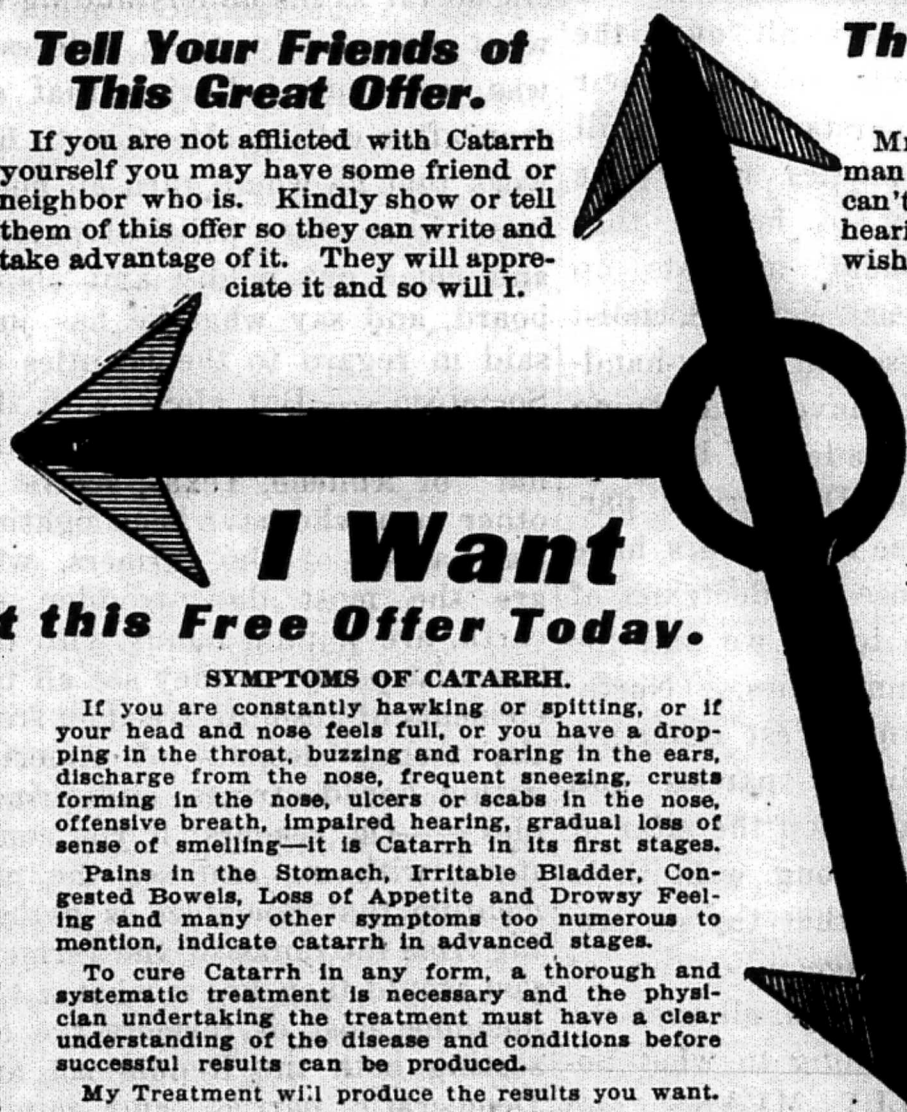 Tell Your Friends of
This Great Offer.
If you are not afflicted with Catarrh
yourself you may have some friend or
neighbor who is. Kindly show or tell
them of this offer so they can write and
take advantage of it. They will appre-
ciate it and so will I.
Th
Mr
man
can't
heari
wish
I Want
t this Free Offer Today.
SYMPTOMS OF CATARRH.
If you are constantly hawking or spitting, or if
your head and nose feels full, or you have a drop-
ping in the throat, buzzing and roaring in the ears,
discharge from the nose, frequent sneezing, crusts
forming in the nose, ulcers or scabs in the nose,
offensive breath, impaired hearing, gradual loss of
sense of smelling—it is Catarrh in its first stages.
Pains in the Stomach, Irritable Bladder, Con-
gested Bowels, Loss of Appetite and Drowsy Feel-
ing and many other symptoms too numerous to
mention, indicate catarrh in advanced stages.
To cure Catarrh in any form, a thorough and
systematic treatment is necessary and the physi-
cian undertaking the treatment must have a clear
understanding of the disease and conditions before
successful results can be produced.
My Treatment will produce the results you want.